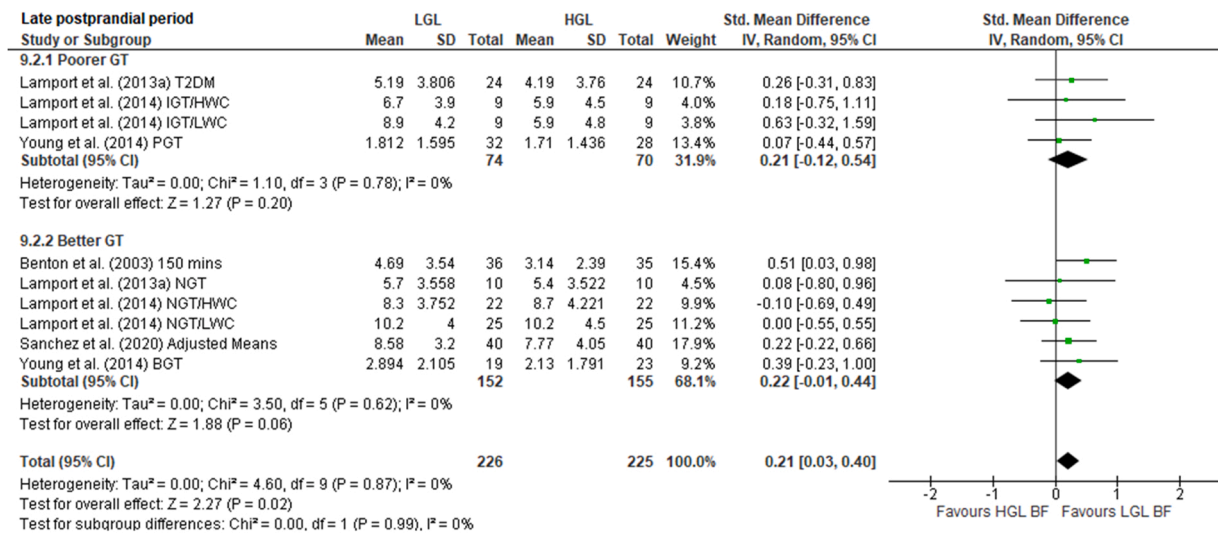 Late postprandial period LGL HGL Std. Mean Difference Std. Mean Difference
Study or Subgroup Mean SD Total Mean SD Total Weight IV, Random, 95% CI IV, Random, 95% CI
9.2.1 Poorer GT
Lamport et al. (2013a) T2DM 5.19 3.806 24 4.19 3.76 24 10.7% 0.26 [-0.31, 0.83]
Lamport et al. (2014) IGT/HWC 6.7 3.9 9 5.9 4.5 9 4.0% 0.18 [-0.75, 1.11]
Lamport et al. (2014) IGT/LWC 8.9 4.2 9 5.9 4.8 9 3.8% 0.63 [-0.32, 1.59]
Young et al. (2014) PGT 1.812 1.595 32 1.71 1.436 28 13.4% 0.07 [-0.44, 0.57]
Subtotal (95% CI) 74 70 31.9% 0.21 [-0.12, 0.54]
Heterogeneity: Tau² = 0.00; Chi² = 1.10, df = 3 (P = 0.78); I² = 0%
Test for overall effect: Z = 1.27 (P = 0.20)
9.2.2 Better GT
Benton et al. (2003) 150 mins 4.69 3.54 36 3.14 2.39 35 15.4% 0.51 [0.03, 0.98]
Lamport et al. (2013a) NGT 5.7 3.558 10 5.4 3.522 10 4.5% 0.08 [-0.80, 0.96]
Lamport et al. (2014) NGT/HWC 8.3 3.752 22 8.7 4.221 22 9.9% -0.10 [-0.69, 0.49]
Lamport et al. (2014) NGT/LWC 10.2 4 25 10.2 4.5 25 11.2% 0.00 [-0.55, 0.55]
Sanchez et al. (2020) Adjusted Means 8.58 3.2 40 7.77 4.05 40 17.9% 0.22 [-0.22, 0.66]
Young et al. (2014) BGT 2.894 2.105 19 2.13 1.791 23 9.2% 0.39 [-0.23, 1.00]
Subtotal (95% CI) 152 155 68.1% 0.22 [-0.01, 0.44]
Heterogeneity: Tau² = 0.00; Chi² = 3.50, df = 5 (P = 0.62); I² = 0%
Test for overall effect: Z = 1.88 (P = 0.06)
Total (95% CI) 226 225 100.0% 0.21 [0.03, 0.40]
Heterogeneity: Tau² = 0.00; Chi² = 4.60, df = 9 (P = 0.87); I² = 0%
Test for overall effect: Z = 2.27 (P = 0.02)
Test for subgroup differences: Chi² = 0.00, df = 1 (P = 0.99), I² = 0%
-2 -1 0 1 2
Favours HGL BF Favours LGL BF